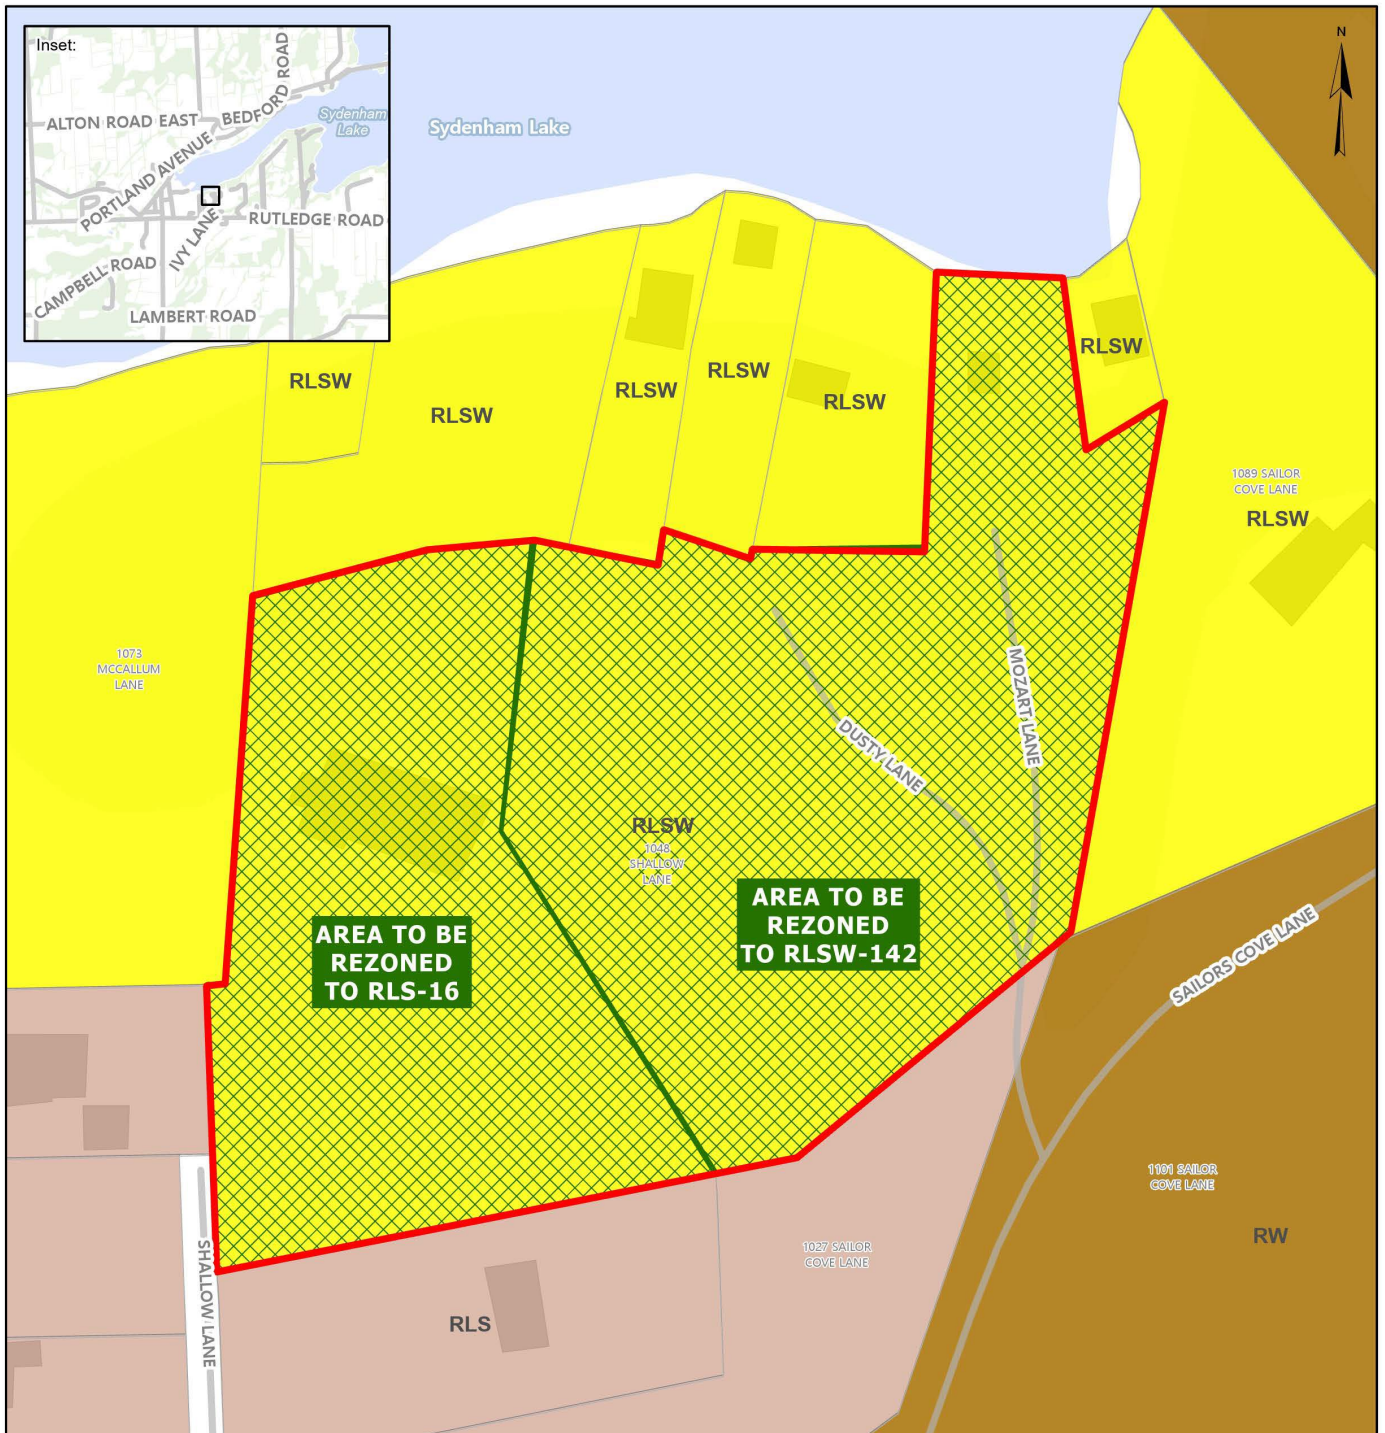 Inset:
BEDFORD ROAD
ALTON ROAD EAST
Sydenham
Lake
PORTLAND AVENUE
RUTLEDGE ROAD
IVY LANE
CAMPBELL ROAD
LAMBERT ROAD
N
Sydenham Lake
RLSW
RLSW
RLSW
RLSW
RLSW
RLSW
1089 SAILOR
COVE LANE
RLSW
1073
MCCALLUM
LANE
MOZART LANE
DUSTY LANE
RLSW
1048
SHALLOW
LANE
AREA TO BE
REZONED
TO RLSW-142
AREA TO BE
REZONED
TO RLS-16
SAILORS COVE LANE
1101 SAILOR
COVE LANE
RW
1027 SAILOR
COVE LANE
SHALLOW LANE
RLS